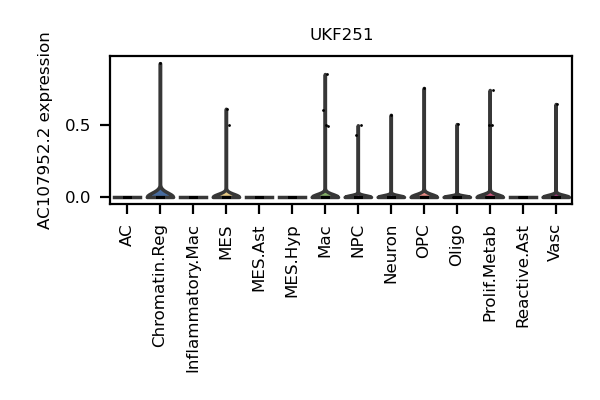 UKF251
AC107952.2 expression
0.5
0.0
AC
Chromatin.Reg
Inflammatory.Mac
MES
MES.Ast
MES.Hyp
Mac
NPC
Neuron
OPC
Oligo
Prolif.Metab
Reactive.Ast
Vasc